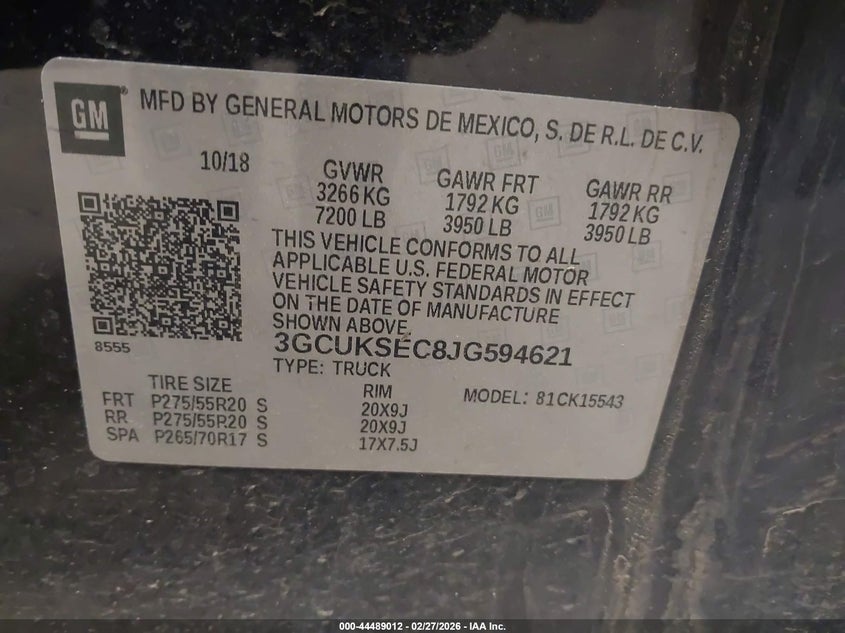 GM
MFD BY GENERAL MOTORS DE MEXICO, S. DE R.L. DE C.V.
10/18
GVWR GAWR FRT GAWR RR
3266 KG 1792 KG 1792 KG
7200 LB 3950 LB 3950 LB
THIS VEHICLE CONFORMS TO ALL
APPLICABLE U.S. FEDERAL MOTOR
VEHICLE SAFETY STANDARDS IN EFFECT
ON THE DATE OF MANUFACTURE
SHOWN ABOVE.
8555
3GCUKSEC8JG594621
TYPE: TRUCK
TIRE SIZE RIM MODEL: 81CK15543
FRT P275/55R20 S 20X9J
RR P275/55R20 S 20X9J
SPA P265/70R17 S 17X7.5J
000-44489012 - 02/27/2026 - IAA Inc.